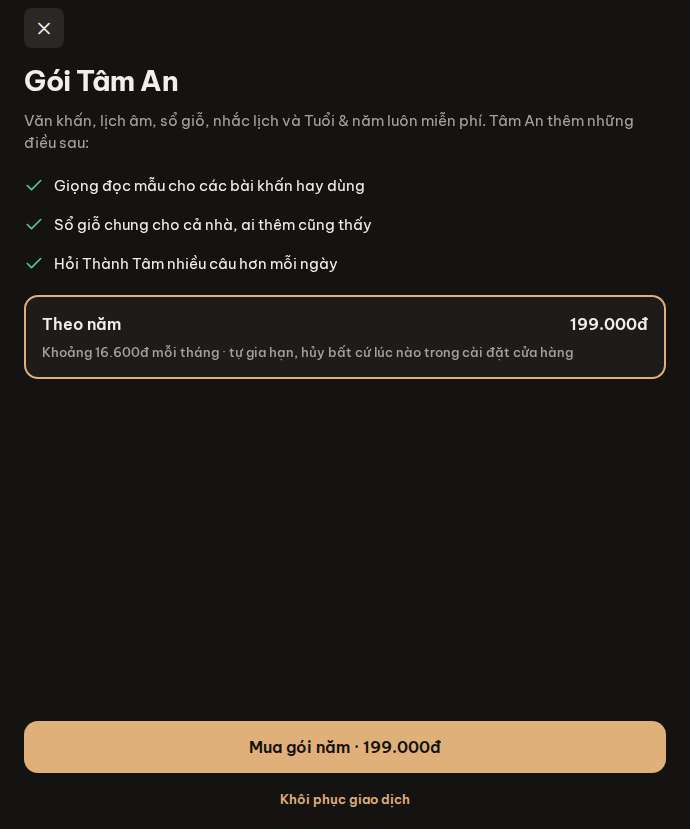 Gói Tâm An
Văn khấn, lịch âm, sổ giỗ, nhắc lịch và Tuổi & năm luôn miễn phí. Tâm An thêm những
điều sau:
Giọng đọc mẫu cho các bài khấn hay dùng
Sổ giỗ chung cho cả nhà, ai thêm cũng thấy
Hỏi Thành Tâm nhiều câu hơn mỗi ngày
Theo năm 199.000đ
Khoảng 16.600đ mỗi tháng · tự gia hạn, hủy bất cứ lúc nào trong cài đặt cửa hàng
Mua gói năm · 199.000đ
Khôi phục giao dịch